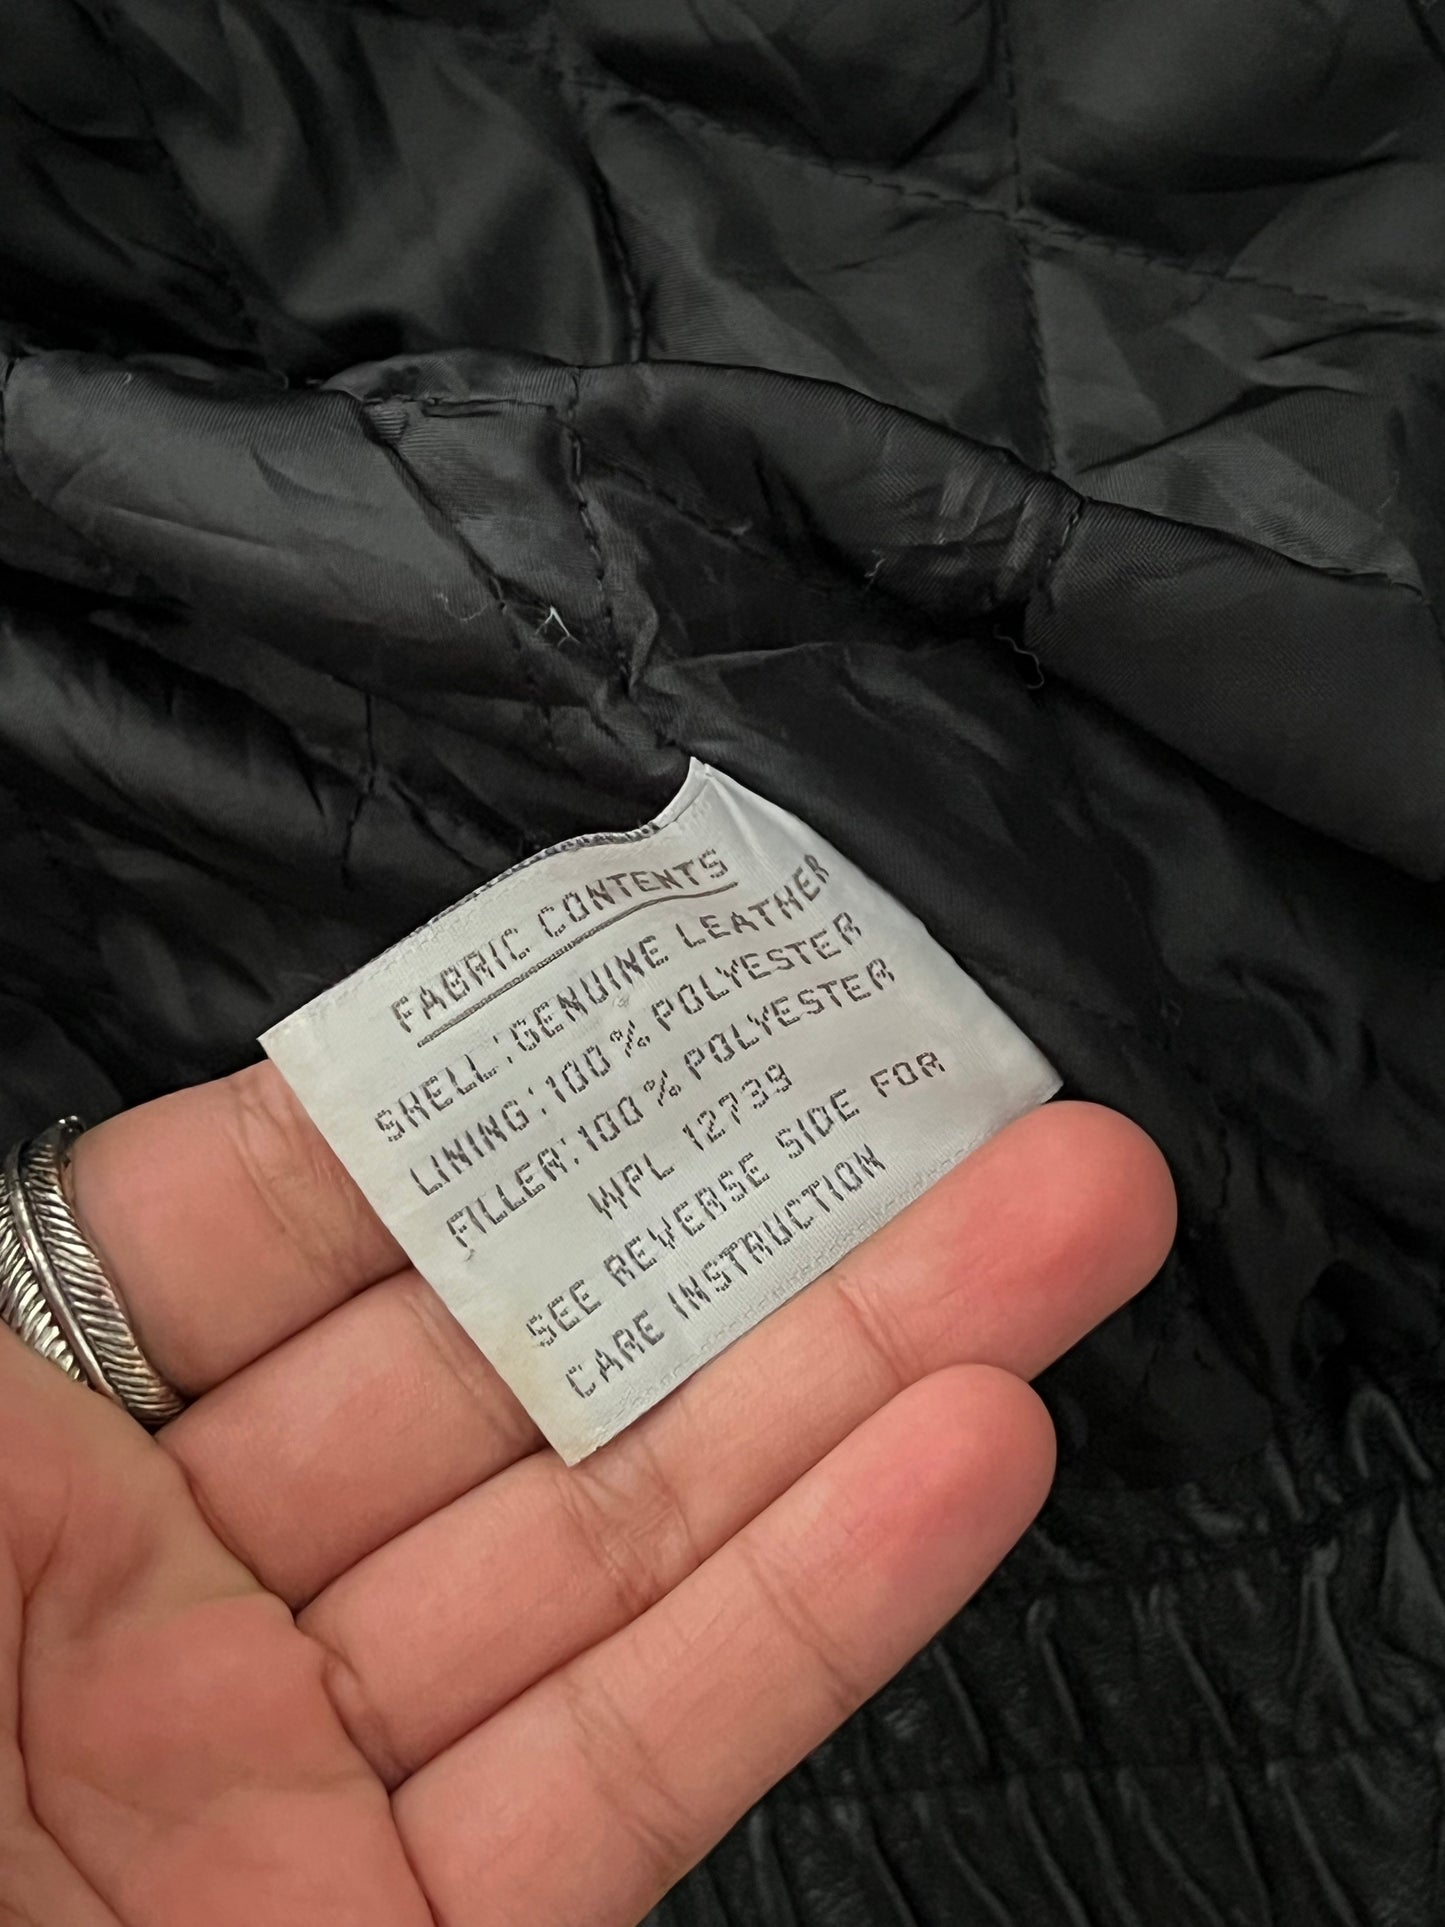 FABRIC CONTENTS
SHELL:GENUINE LEATHER
LINING:100% POLYESTER
FILLER:100% POLYESTER
WPL 12739
SEE REVERSE SIDE FOR
CARE INSTRUCTION